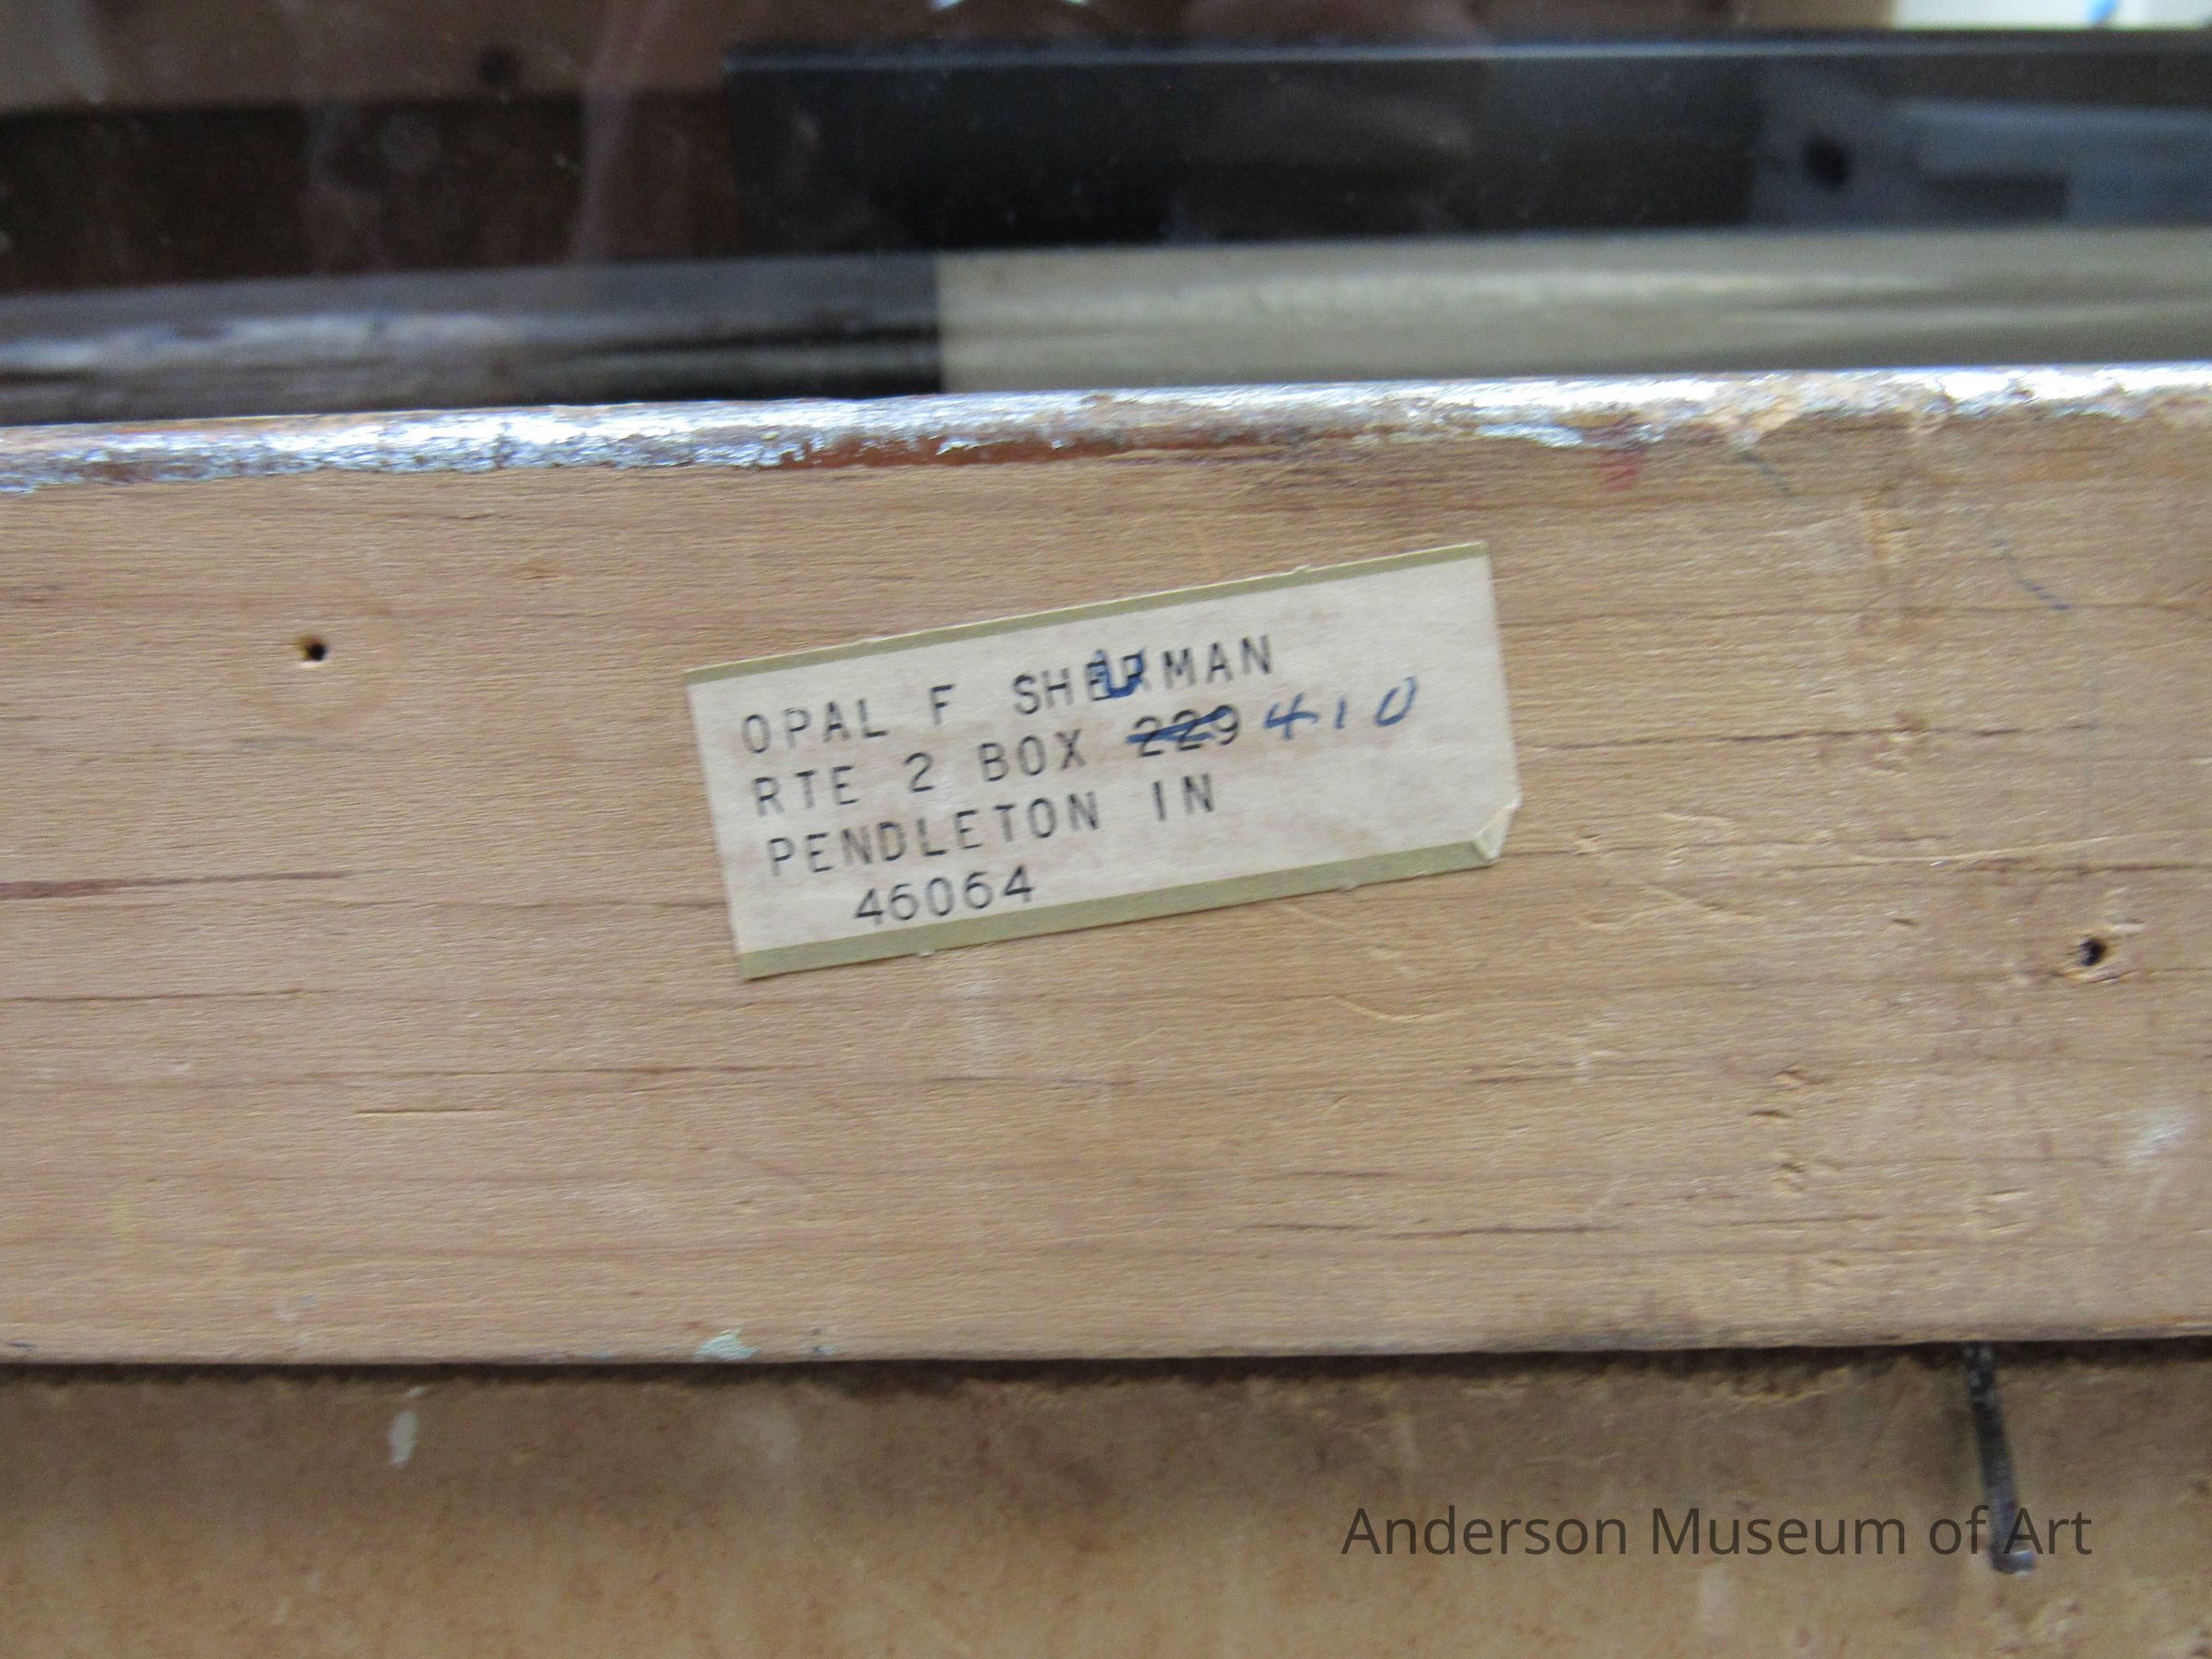 OPAL F SHERMAN
RTE 2 BOX 229 410
PENDLETON IN
46064
Anderson Museum of Art